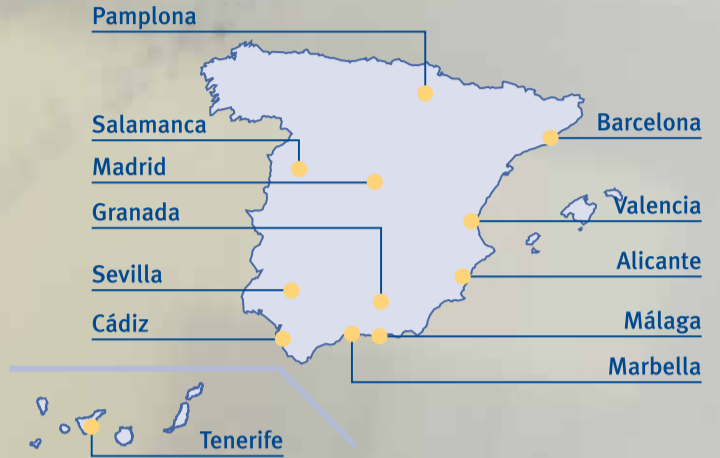 Pamplona
Salamanca
Barcelona
Madrid
Granada
Valencia
Alicante
Sevilla
Cádiz
Málaga
Marbella
Tenerife